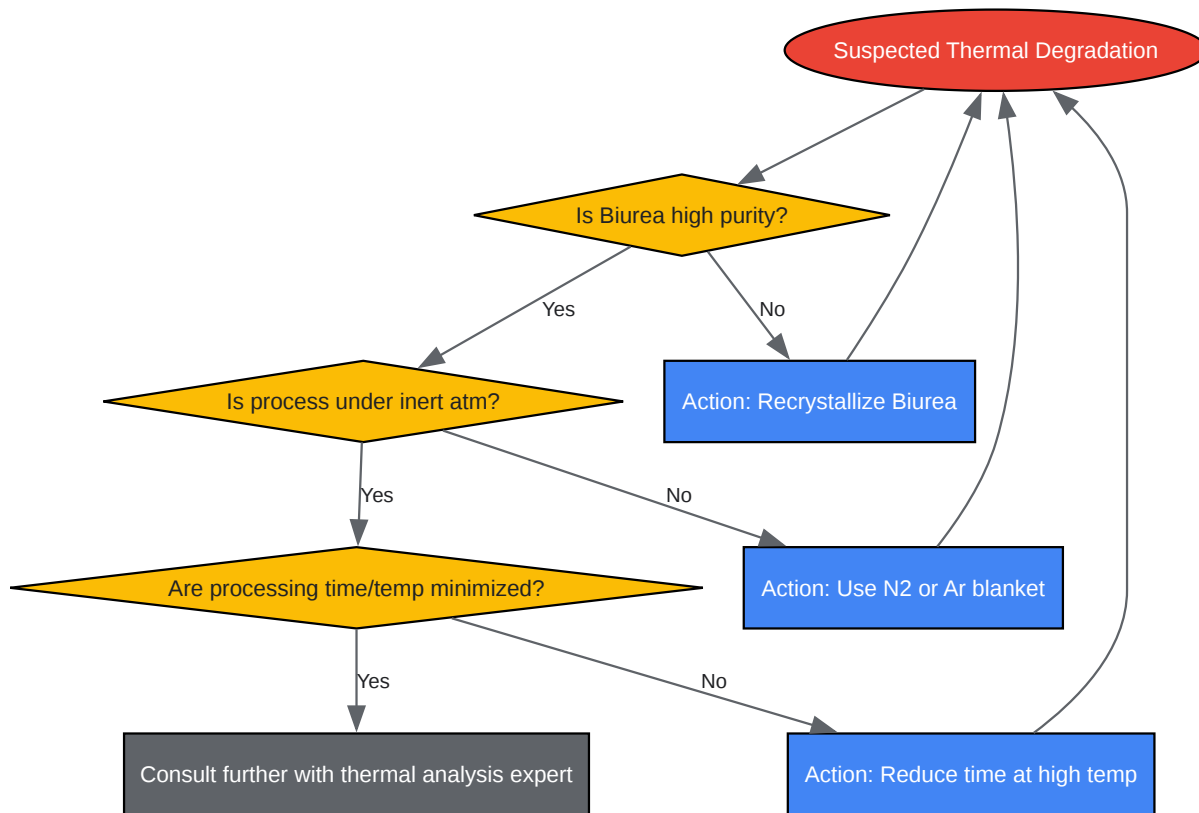 Suspected Thermal Degradation
Is Biurea high purity?
Yes
No
Is process under inert atm?
Action: Recrystallize Biurea
Yes
No
Are processing time/temp minimized?
Action: Use N2 or Ar blanket
Yes
No
Consult further with thermal analysis expert
Action: Reduce time at high temp